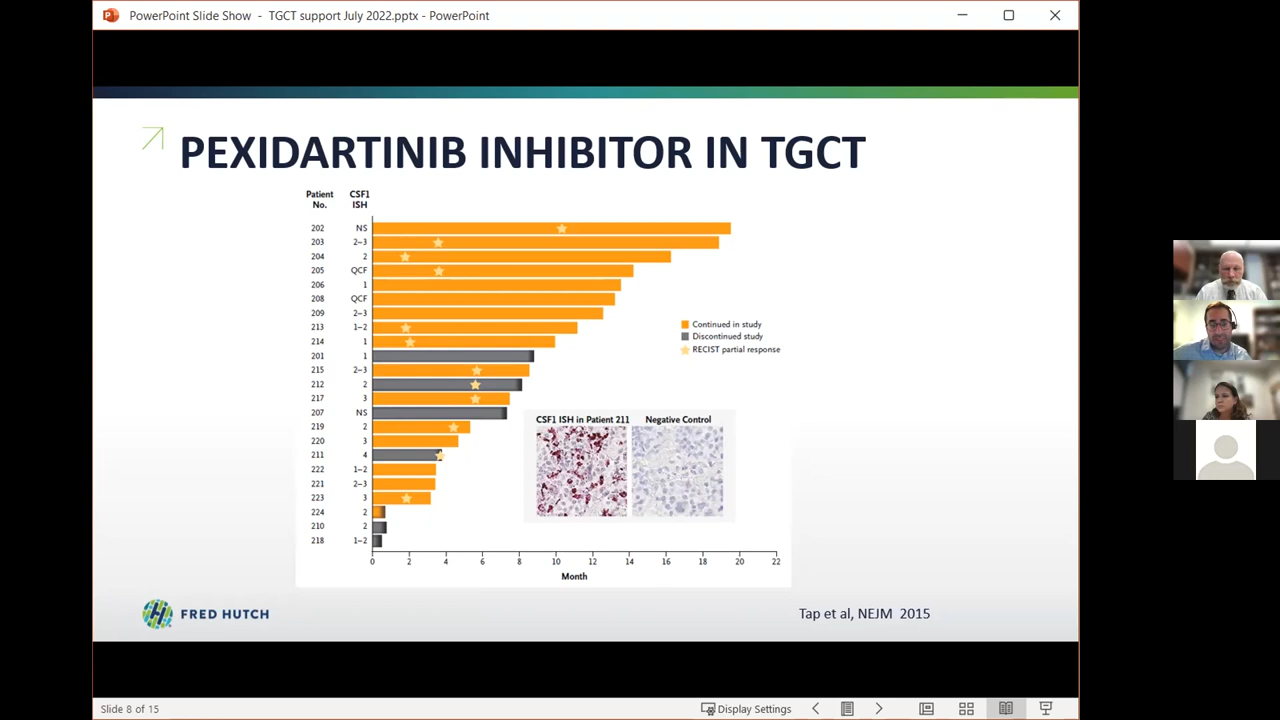 PowerPoint Slide Show - TGCT support July 2022.pptx - PowerPoint
PEXIDARTINIB INHIBITOR IN TGCT
Patient No. CSF1 ISH
202 NS
203 2–3
204 2
205 QCF
206 1
208 QCF
209 2–3
213 1–2
214 1
201 1
215 2–3
212 2
217 3
207 NS
219 2
220 3
211 4
222 1–2
221 2–3
223 3
224 2
210 2
218 1–2
Continued in study
Discontinued study
RECIST partial response
CSF1 ISH in Patient 211 Negative Control
0 2 4 6 8 10 12 14 16 18 20 22
Month
FRED HUTCH
Tap et al, NEJM 2015
Slide 8 of 15
Display Settings